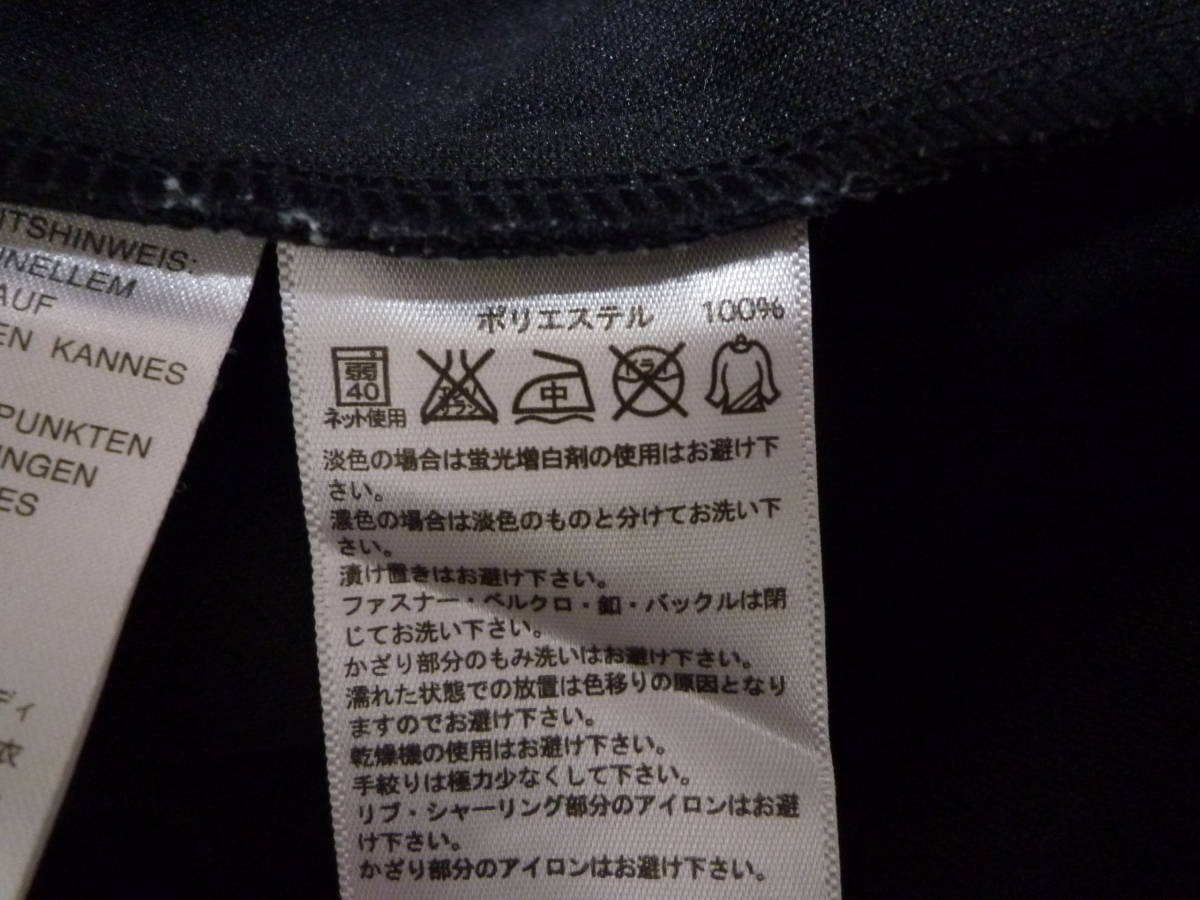 ITSHINWEIS:
NELLEM
AUF
EN KANNES
PUNKTEN
INGEN
ES
ディ
衣
ポリエステル 100%
弱
40
ネット使用
エンソ
サラシ
中
ドライ
淡色の場合は蛍光増白剤の使用はお避け下
さい。
濃色の場合は淡色のものと分けてお洗い下
さい。
漬け置きはお避け下さい。
ファスナー・ベルクロ・釦・バックルは閉
じてお洗い下さい。
かざり部分のもみ洗いはお避け下さい。
濡れた状態での放置は色移りの原因となり
ますのでお避け下さい。
乾燥機の使用はお避け下さい。
手絞りは極力少なくして下さい。
リブ・シャーリング部分のアイロンはお避
け下さい。
かざり部分のアイロンはお避け下さい。